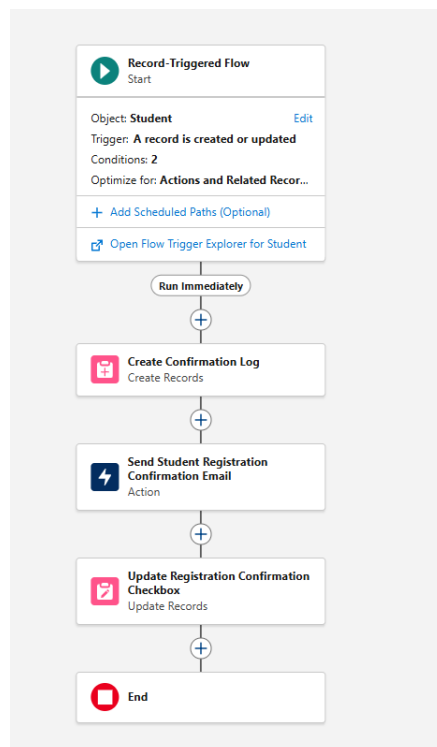 Record-Triggered Flow
Start
Object: Student Edit
Trigger: A record is created or updated
Conditions: 2
Optimize for: Actions and Related Recor...
Add Scheduled Paths (Optional)
Open Flow Trigger Explorer for Student
Run Immediately
Create Confirmation Log
Create Records
Send Student Registration
Confirmation Email
Action
Update Registration Confirmation
Checkbox
Update Records
End